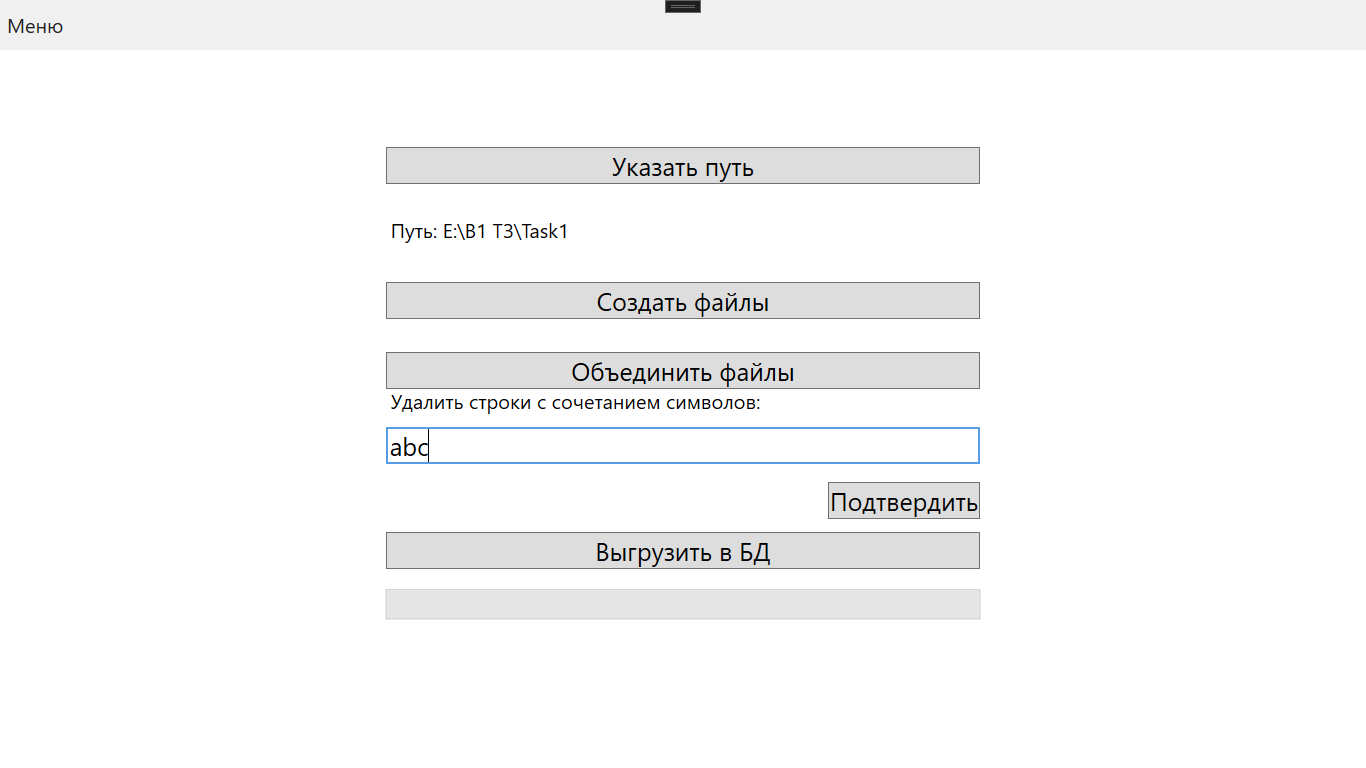 Меню
Указать путь
Путь: E:\B1 T3\Task1
Создать файлы
Объединить файлы
Удалить строки с сочетанием символов:
abc
Подтвердить
Выгрузить в БД